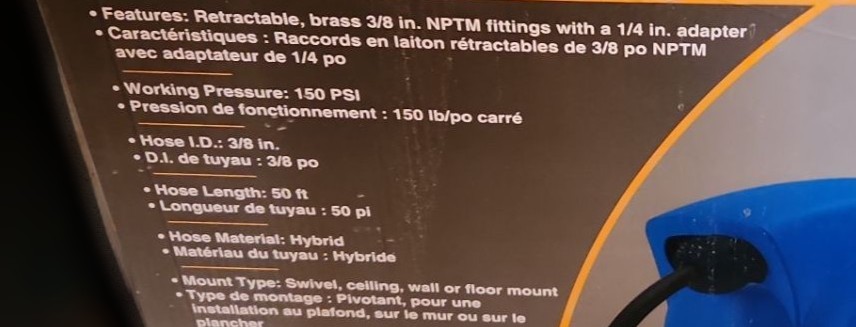 • Features: Retractable, brass 3/8 in. NPTM fittings with a 1/4 in. adapter
• Caractéristiques : Raccords en laiton rétractables de 3/8 po NPTM
avec adaptateur de 1/4 po
• Working Pressure: 150 PSI
• Pression de fonctionnement : 150 lb/po carré
• Hose I.D.: 3/8 in.
• D.I. de tuyau : 3/8 po
• Hose Length: 50 ft
• Longueur de tuyau : 50 pi
• Hose Material: Hybrid
• Matériau du tuyau : Hybride
• Mount Type: Swivel, ceiling, wall or floor mount
• Type de montage : Pivotant, pour une
installation au plafond, sur le mur ou sur le
plancher